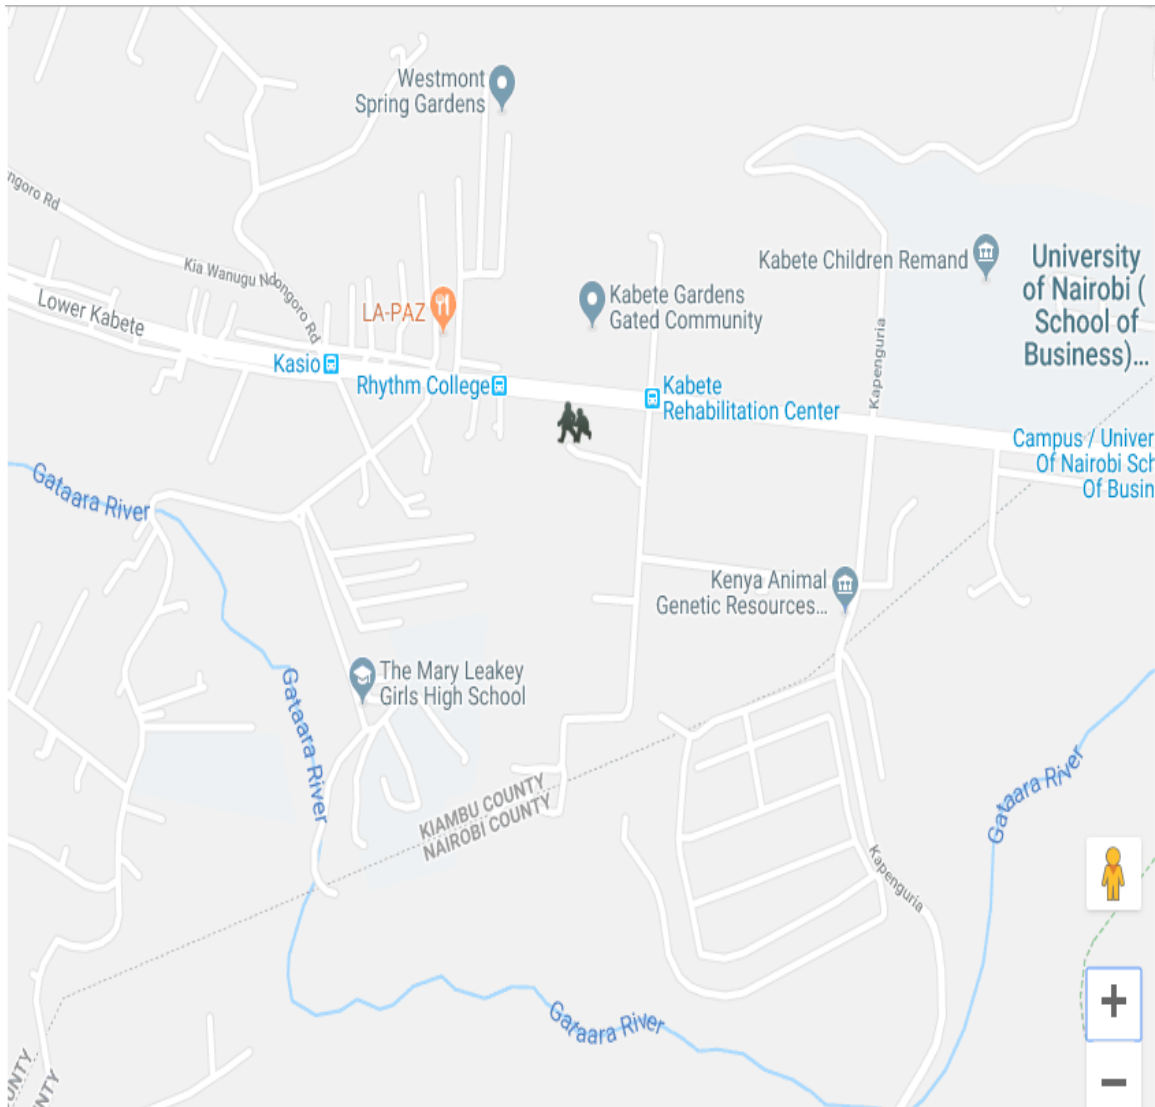 Westmont
Spring Gardens
ngoro Rd
Kia Wanugu Ndongoro Rd
Kabete Children Remand
University
of Nairobi (
School of
Business)...
Lower Kabete
LA-PAZ
Kabete Gardens
Gated Community
Kapenguria
Kasio
Rhythm College
Kabete
Rehabilitation Center
Campus / Univer
Of Nairobi Sch
Of Busin
Gataara River
Kenya Animal
Genetic Resources...
The Mary Leakey
Girls High School
Gataara River
Gataara River
KIAMBU COUNTY
NAIROBI COUNTY
Kapenguria
Gataara River
OUNTY
NTY
+
−